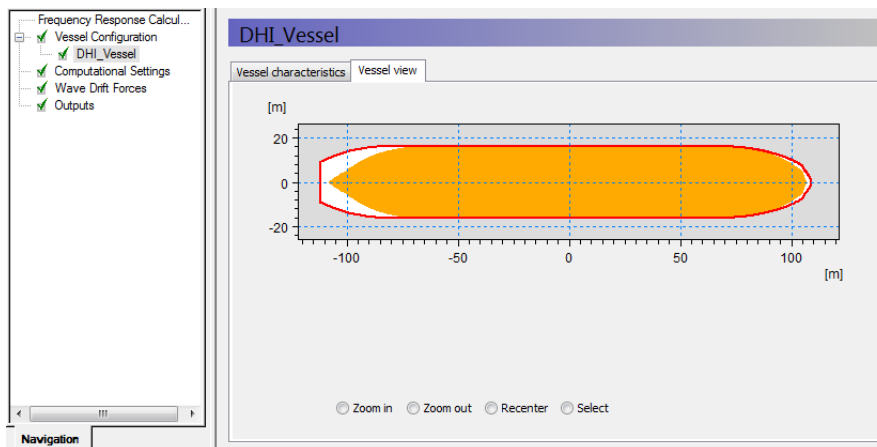 Frequency Response Calcul...
Vessel Configuration
DHI_Vessel
Computational Settings
Wave Drift Forces
Outputs
Navigation
DHI_Vessel
Vessel characteristics Vessel view
[m]
20
0
-20
-100 -50 0 50 100
[m]
Zoom in Zoom out Recenter Select